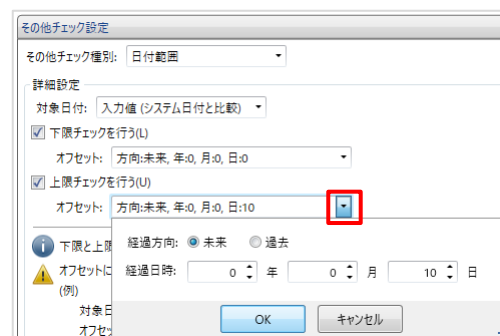 その他チェック設定
その他チェック種別: 日付範囲
詳細設定
対象日付: 入力値 (システム日付と比較)
下限チェックを行う(L)
オフセット: 方向:未来, 年:0, 月:0, 日:0
上限チェックを行う(U)
オフセット: 方向:未来, 年:0, 月:0, 日:10
下限と上限
経過方向: 未来 過去
オフセットに
経過日時: 0 年 0 月 10 日
(例)
対象日
オフセッ
OK キャンセル